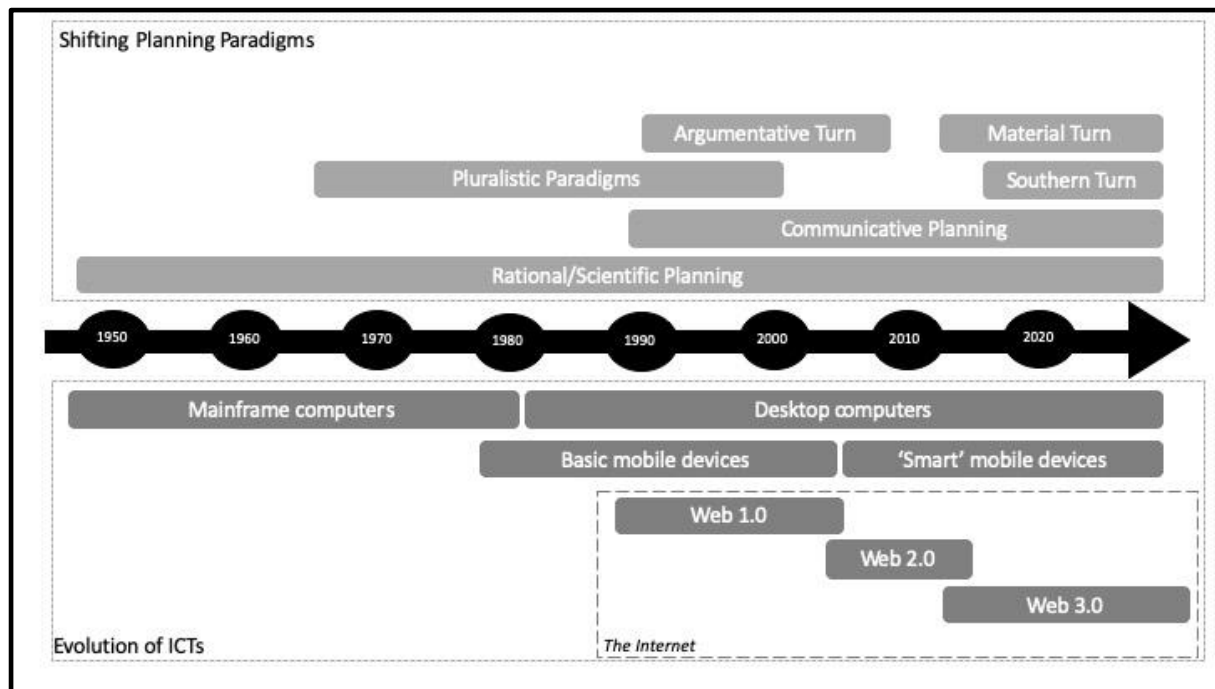 Shifting Planning Paradigms
Argumentative Turn
Material Turn
Pluralistic Paradigms
Southern Turn
Communicative Planning
Rational/Scientific Planning
1950
1960
1970
1980
1990
2000
2010
2020
Mainframe computers
Desktop computers
Basic mobile devices
‘Smart’ mobile devices
Web 1.0
Web 2.0
Web 3.0
Evolution of ICTs
The Internet